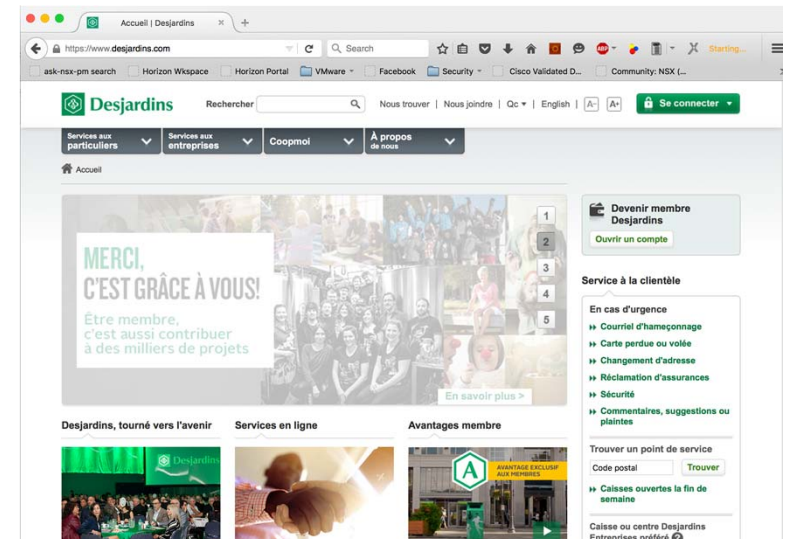 Accueil | Desjardins
https://www.desjardins.com
Search
Starting...
ask-nsx-pm search
Horizon Wkspace
Horizon Portal
VMware
Facebook
Security
Cisco Validated D...
Community: NSX (...
Desjardins
Rechercher
Nous trouver | Nous joindre | Qc | English | A- A+
Se connecter
Services aux
particuliers
Services aux
entreprises
Coopmoi
À propos
de nous
Accueil
MERCI,
C'EST GRÂCE À VOUS!
Être membre,
c'est aussi contribuer
à des milliers de projets
1
2
3
4
5
En savoir plus >
Devenir membre
Desjardins
Ouvrir un compte
Service à la clientèle
En cas d'urgence
Courriel d'hameçonnage
Carte perdue ou volée
Changement d'adresse
Réclamation d'assurances
Sécurité
Commentaires, suggestions ou
plaintes
Trouver un point de service
Code postal
Trouver
Caisses ouvertes la fin de
semaine
Caisse ou centre Desjardins
Entreprises préféré ?
Desjardins, tourné vers l'avenir
Services en ligne
Avantages membre
Desjardins
A
AVANTAGE EXCLUSIF
AUX MEMBRES